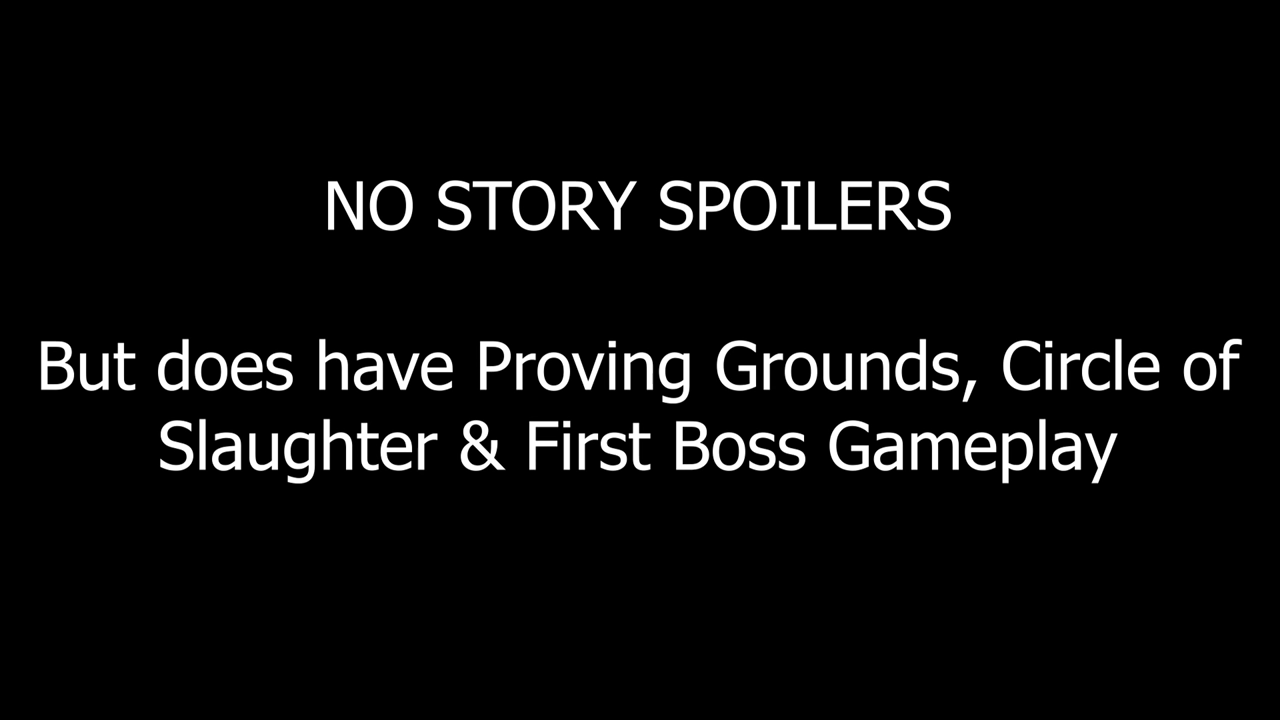 NO STORY SPOILERS
But does have Proving Grounds, Circle of
Slaughter & First Boss Gameplay